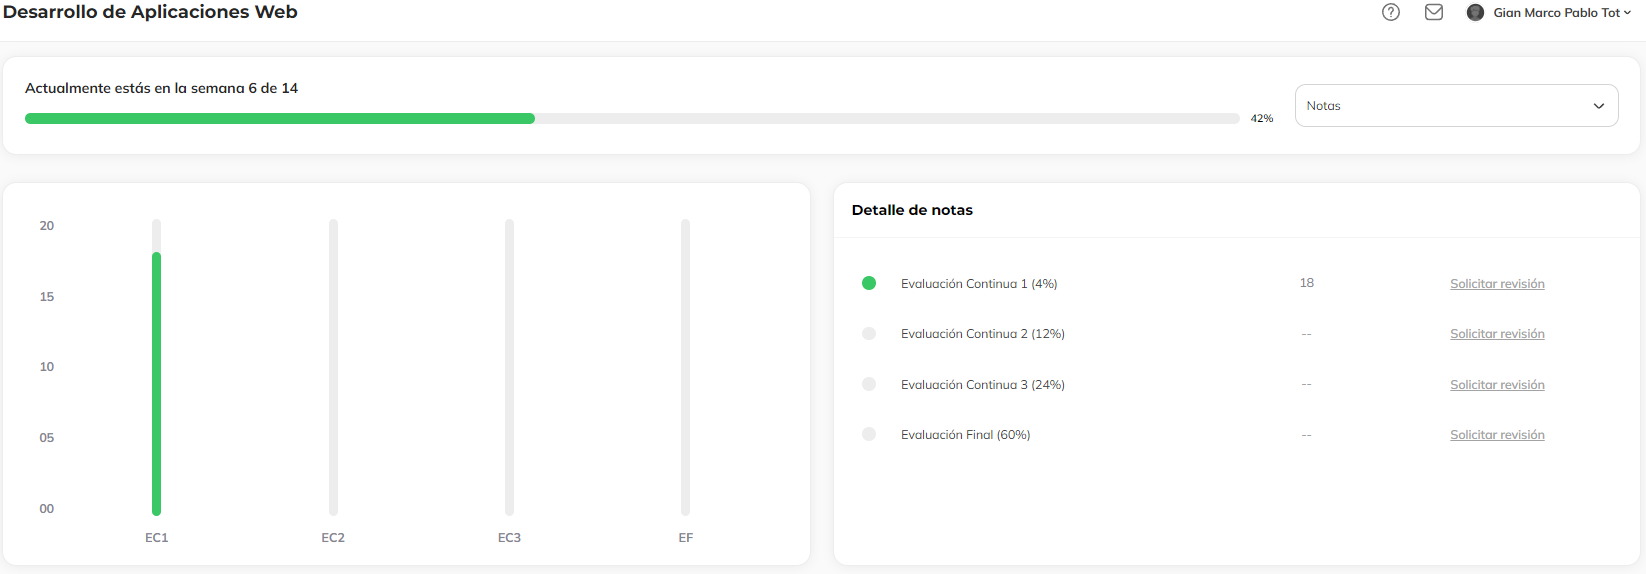 Desarrollo de Aplicaciones Web
Gian Marco Pablo Tot
Actualmente estás en la semana 6 de 14
42%
Notas
20
15
10
05
00
EC1
EC2
EC3
EF
Detalle de notas
Evaluación Continua 1 (4%) 18 Solicitar revisión
Evaluación Continua 2 (12%) -- Solicitar revisión
Evaluación Continua 3 (24%) -- Solicitar revisión
Evaluación Final (60%) -- Solicitar revisión